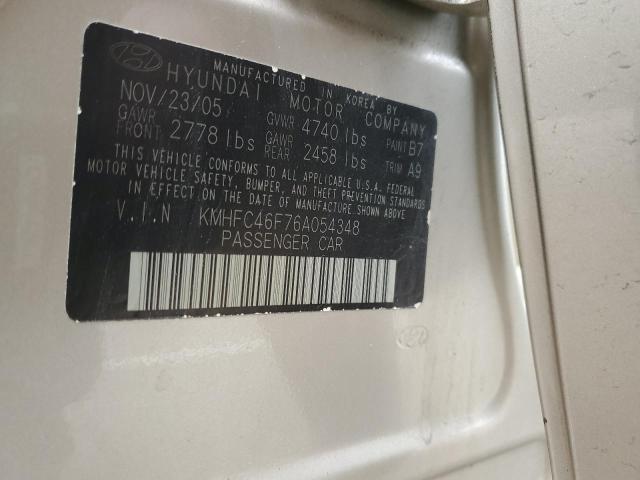 MANUFACTURED IN KOREA BY
HYUNDAI MOTOR COMPANY
NOV/23/05 GVWR 4740 lbs PAINT B7
GAWR FRONT 2778 lbs GAWR REAR 2458 lbs TRIM A9
THIS VEHICLE CONFORMS TO ALL APPLICABLE U.S.A. FEDERAL
MOTOR VEHICLE SAFETY, BUMPER, AND THEFT PREVENTION
STANDARDS IN EFFECT ON THE DATE OF MANUFACTURE SHOWN ABOVE.
V.I.N KMHFC46F76A054348
PASSENGER CAR